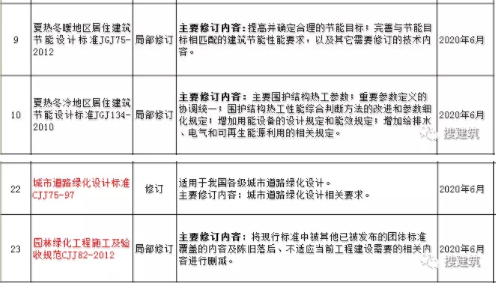 9
夏热冬暖地区居住建筑
节能设计标准JGJ75-
2012
局部修订
主要修订内容：提高并确定合理的节能目标；完善与节能目
标相匹配的建筑节能性能要求，以及其它需要修订的技术内
容。
2020年6月
10
夏热冬冷地区居住建筑
节能设计标准JGJ134-
2010
局部修订
主要修订内容：主要围护结构热工参数；重要参数定义的
协调统一；围护结构热工性能综合判断方法的改进和参数细
化规定；增加用能设备的设计规定和能效规定；增加给排水
、电气和可再生能源利用的相关规定。
2020年6月
搜建筑
22
城市道路绿化设计标准
CJJ75-97
修订
适用于我国各级城市道路绿化设计。
主要修订内容：城市道路绿化设计相关要求。
2020年6月
23
园林绿化工程施工及验
收规范CJJ82-2012
局部修订
主要修订内容：将现行标准中被其他已被发布的团体标准
覆盖的内容及陈旧落后、不适应当前工程建设需要的相关内
容进行删减。
2020年6月
搜建筑